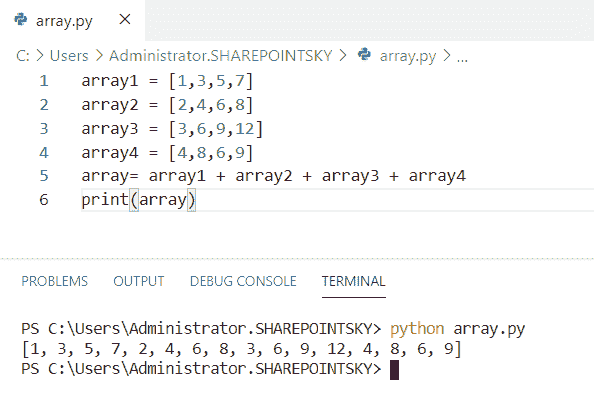 array.py ×
C: > Users > Administrator.SHAREPOINTSKY > array.py > ...
1 array1 = [1,3,5,7]
2 array2 = [2,4,6,8]
3 array3 = [3,6,9,12]
4 array4 = [4,8,6,9]
5 array= array1 + array2 + array3 + array4
6 print(array)
PROBLEMS OUTPUT DEBUG CONSOLE TERMINAL
PS C:\Users\Administrator.SHAREPOINTSKY> python array.py
[1, 3, 5, 7, 2, 4, 6, 8, 3, 6, 9, 12, 4, 8, 6, 9]
PS C:\Users\Administrator.SHAREPOINTSKY>